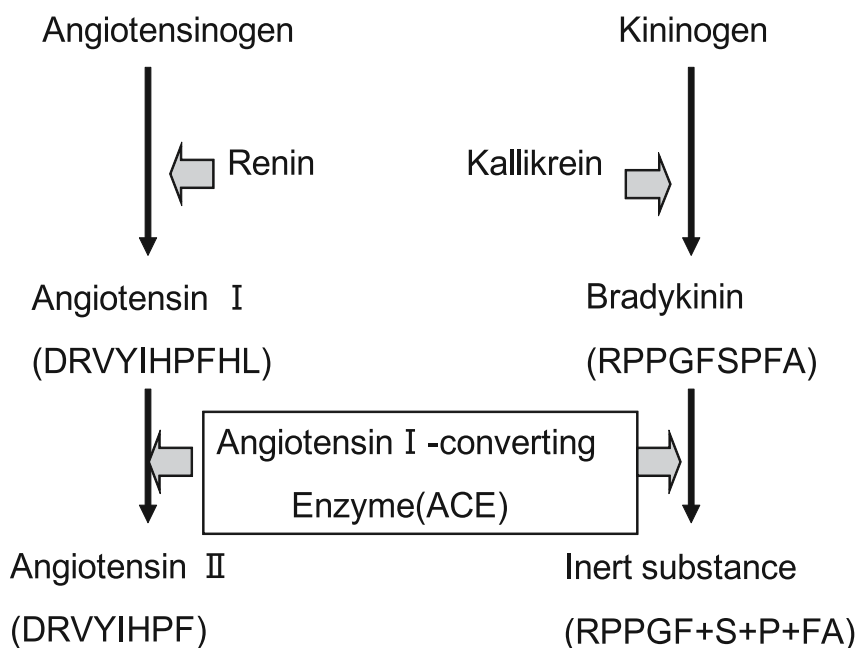 Angiotensinogen
Kininogen
Renin
Kallikrein
Angiotensin Ⅰ
(DRVYIHPFHL)
Bradykinin
(RPPGFSPFA)
Angiotensin Ⅰ -converting
Enzyme(ACE)
Angiotensin Ⅱ
(DRVYIHPF)
Inert substance
(RPPGF+S+P+FA)